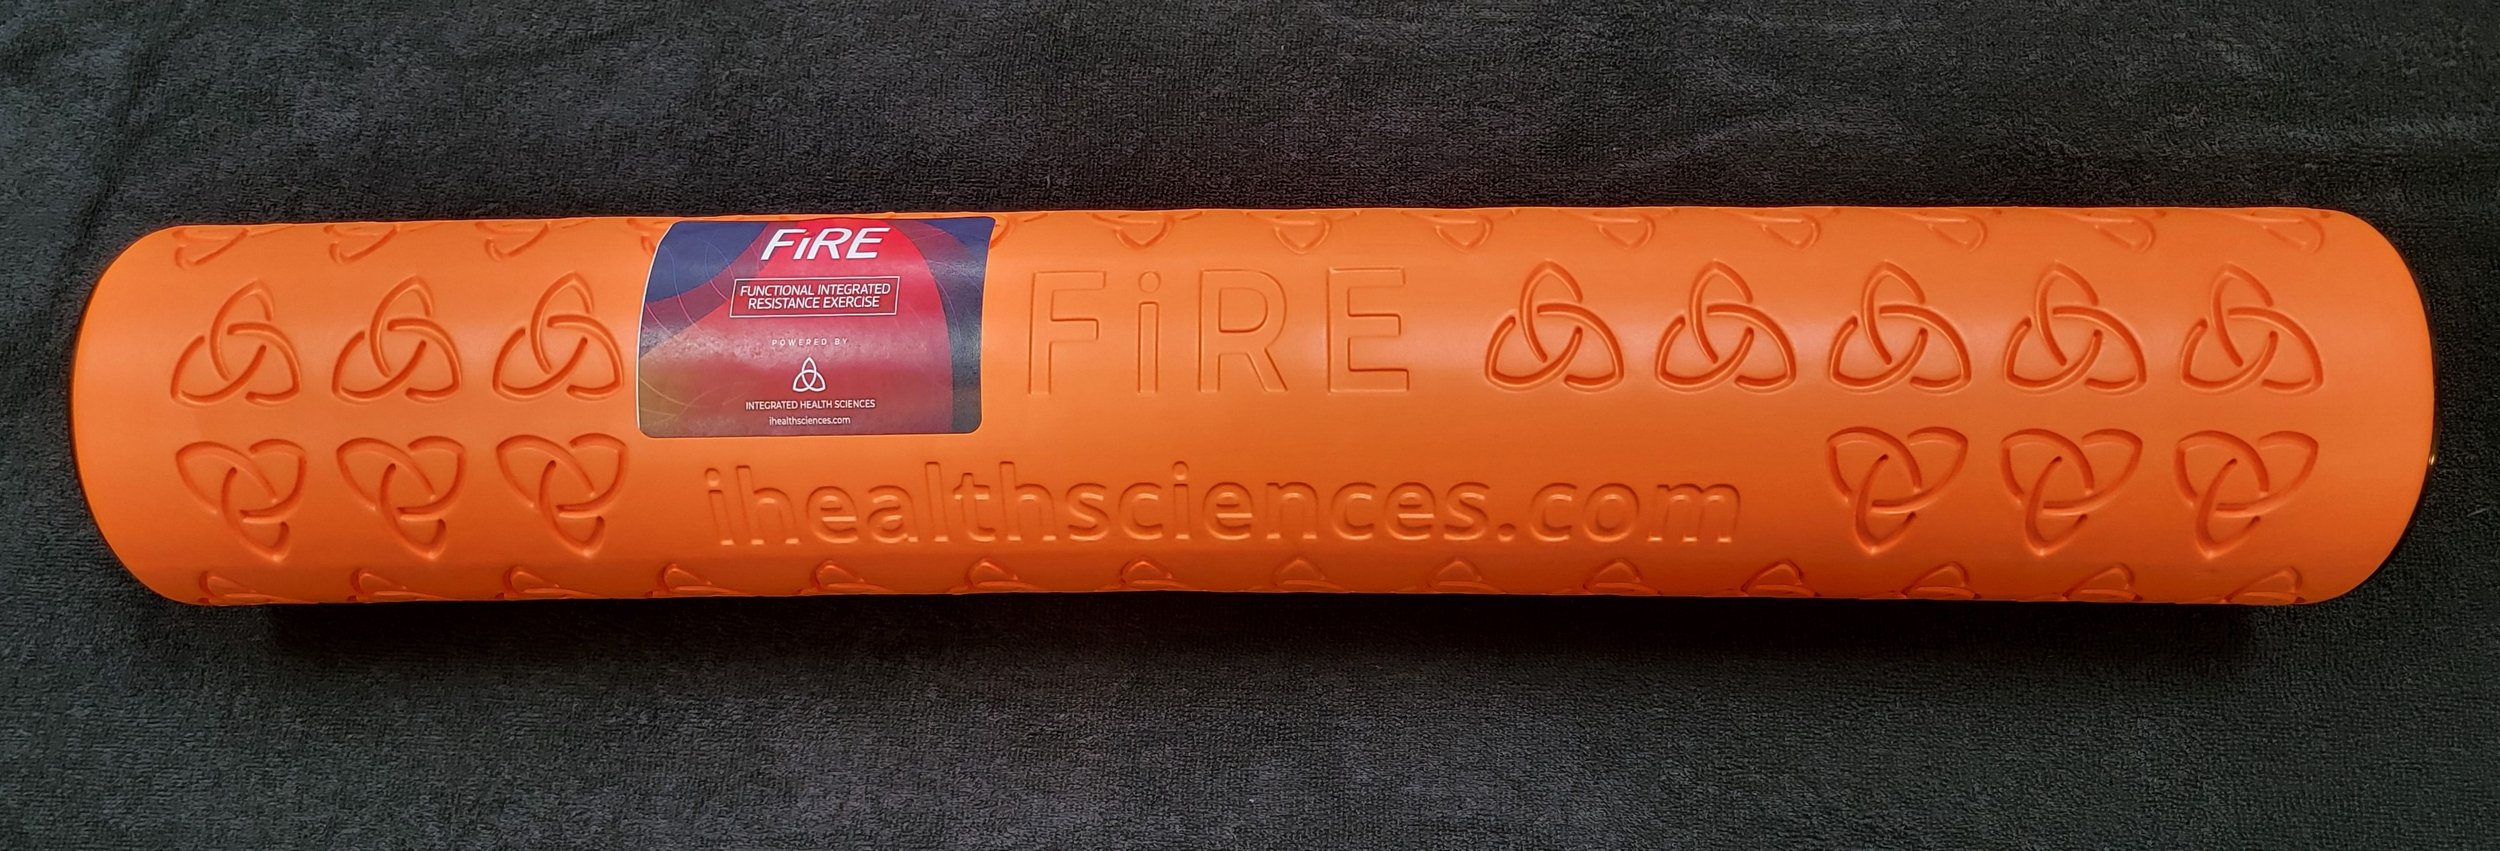 FiRE
FUNCTIONAL INTEGRATED
RESISTANCE EXERCISE
POWERED BY
INTEGRATED HEALTH SCIENCES
ihealthsciences.com
FiRE
ihealthsciences.com